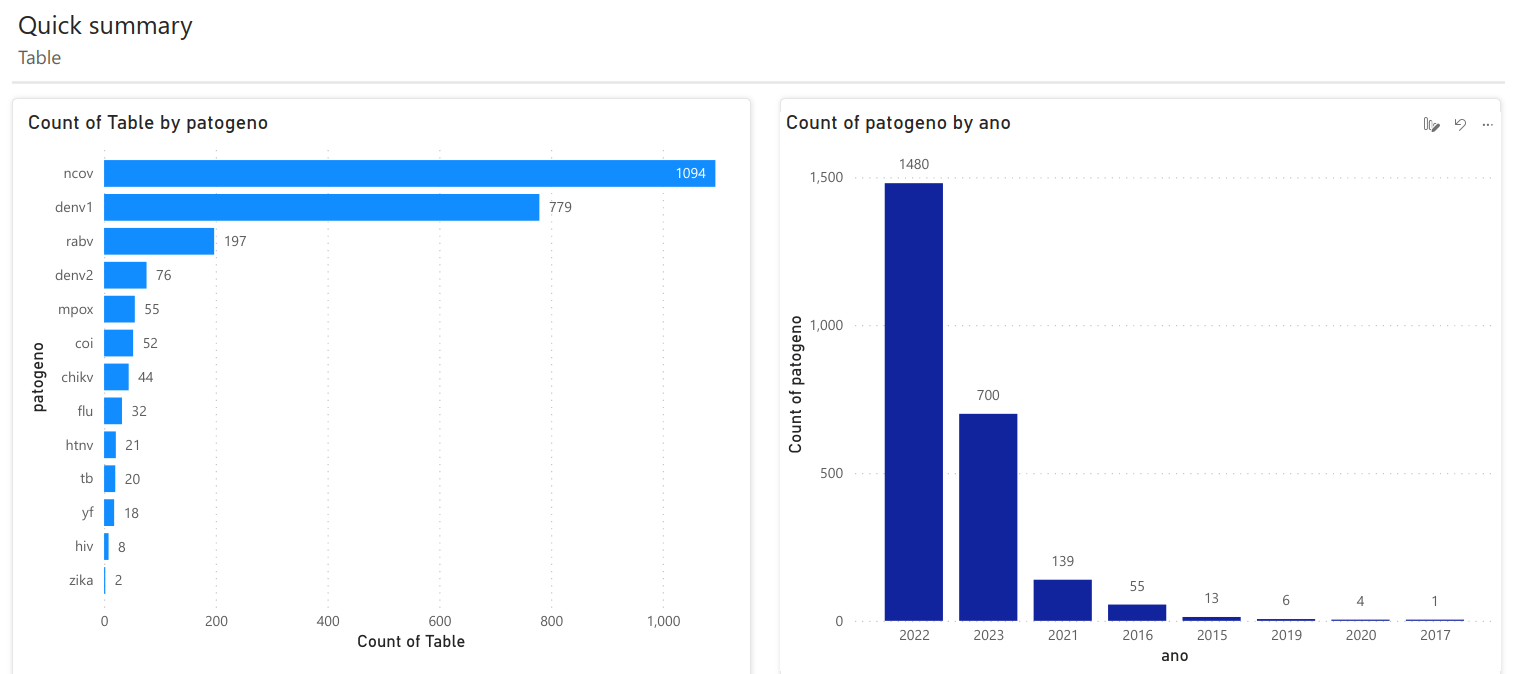 Quick summary
Table
Count of Table by patogeno
ncov 1094
denv1 779
rabv 197
denv2 76
mpox 55
coi 52
chikv 44
flu 32
htnv 21
tb 20
yf 18
hiv 8
zika 2
patogeno
0 200 400 600 800 1,000
Count of Table
Count of patogeno by ano
1,500
1,000
500
0
Count of patogeno
1480 700 139 55 13 6 4 1
2022 2023 2021 2016 2015 2019 2020 2017
ano